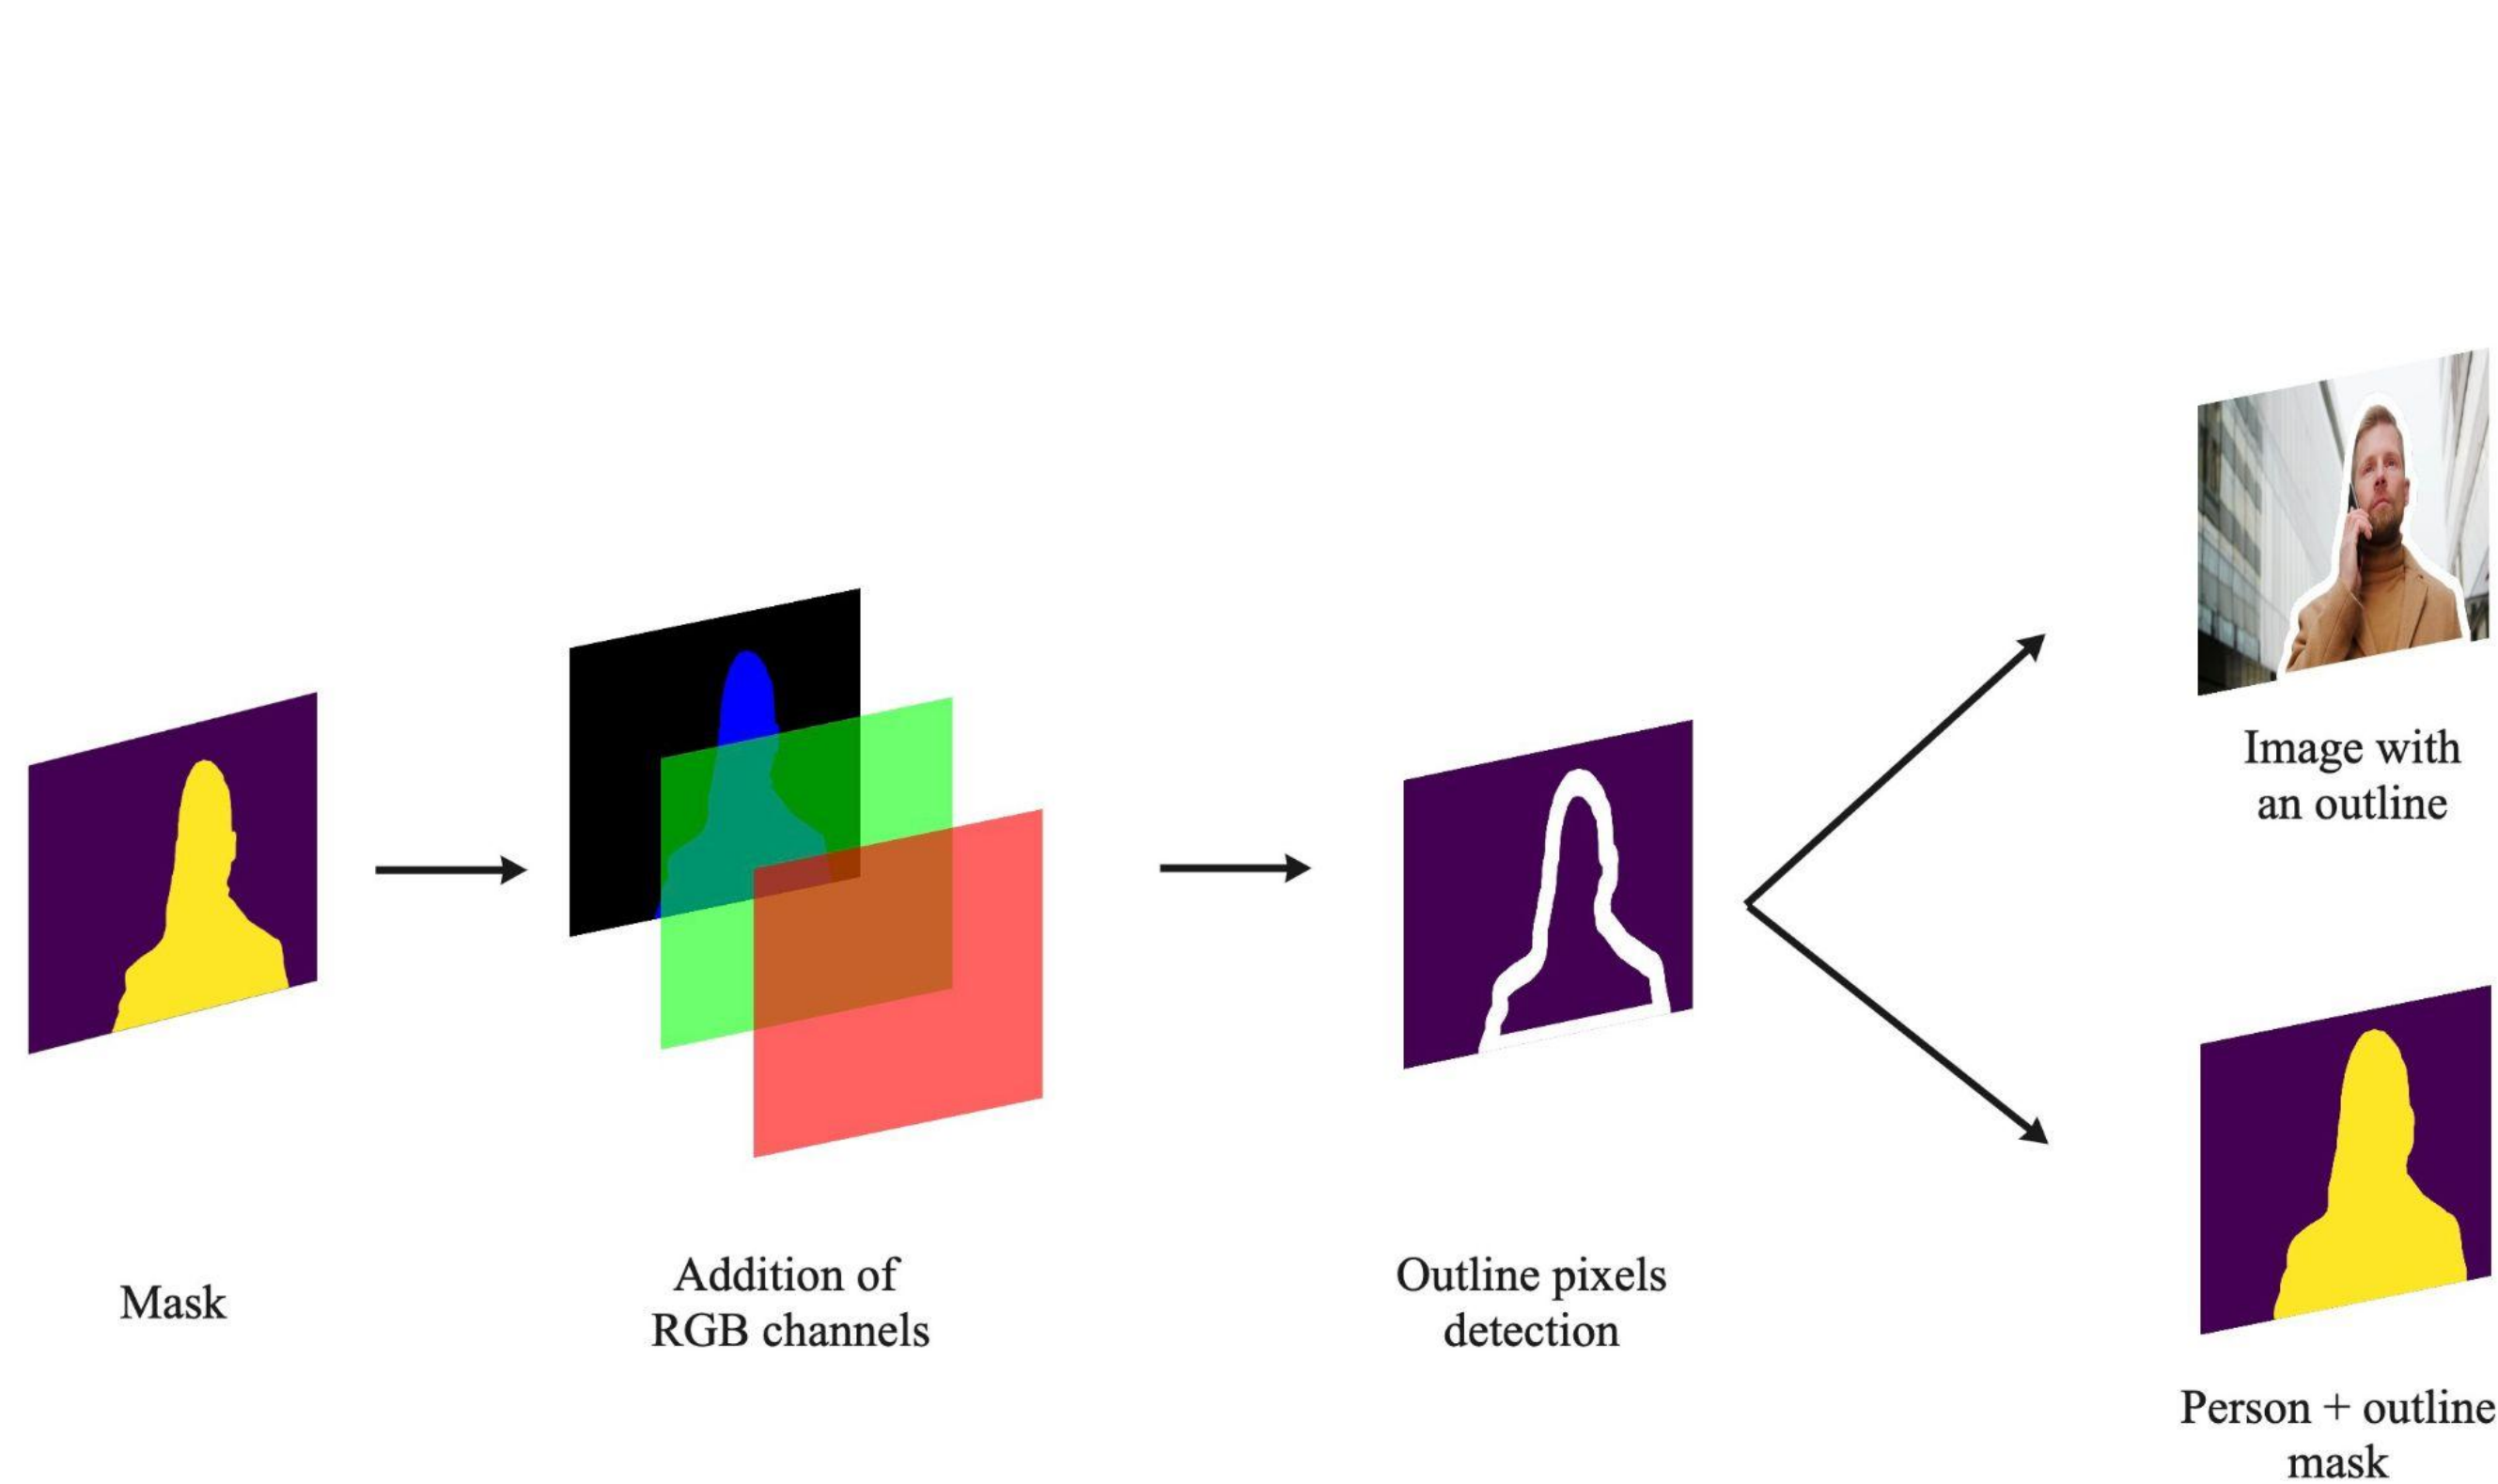 Mask
Addition of
RGB channels
Outline pixels
detection
Image with
an outline
Person + outline
mask